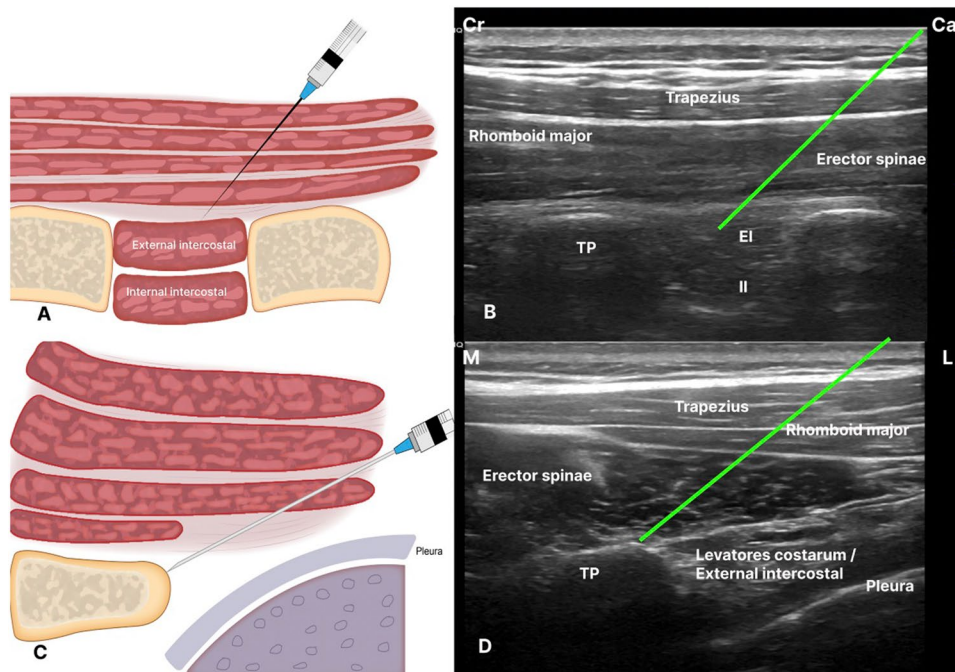 External intercostal
Internal intercostal
A
Cr
Ca
Trapezius
Rhomboid major
Erector spinae
TP
EI
II
B
Pleura
C
M
L
Trapezius
Rhomboid major
Erector spinae
TP
Levatores costarum /
External intercostal
Pleura
D